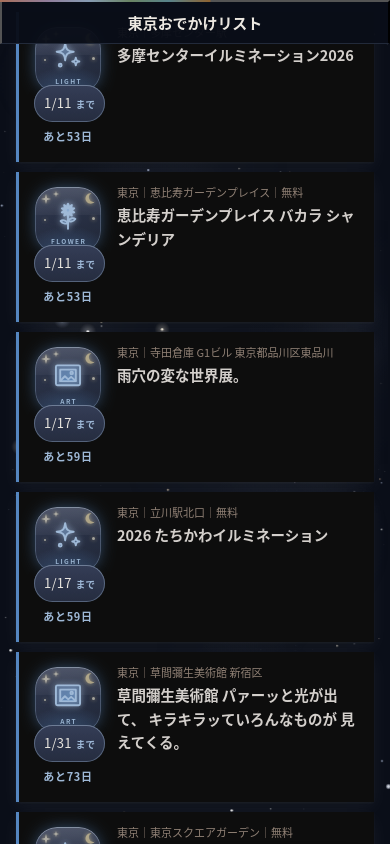 東京おでかけリスト
LIGHT
1/11 まで
あと53日
多摩センターイルミネーション2026
FLOWER
1/11 まで
あと53日
東京｜恵比寿ガーデンプレイス｜無料
恵比寿ガーデンプレイス バカラ シャ
ンデリア
ART
1/17 まで
あと59日
東京｜寺田倉庫 G1ビル 東京都品川区東品川
雨穴の変な世界展。
LIGHT
1/17 まで
あと59日
東京｜立川駅北口｜無料
2026 たちかわイルミネーション
ART
1/31 まで
あと73日
東京｜草間彌生美術館 新宿区
草間彌生美術館 パァーッと光が出
て、 キラキラッていろんなものが 見
えてくる。
東京｜東京スクエアガーデン｜無料